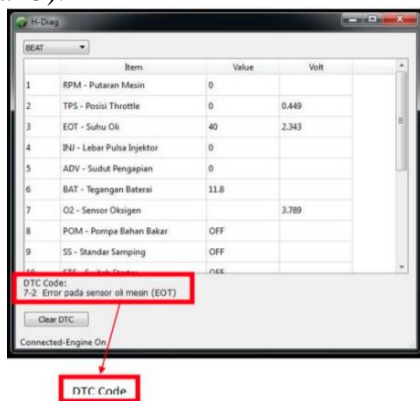 H-Diag
BEAT
Item Value Volt
1 RPM - Putaran Mesin 0
2 TPS - Posisi Throttle 0 0.449
3 EOT - Suhu Oli 40 2.343
4 INJ - Lebar Pulsa Injektor 0
5 ADV - Sudut Pengapian 0
6 BAT - Tegangan Baterai 11.8
7 O2 - Sensor Oksigen 3.789
8 POM - Pompa Bahan Bakar OFF
9 SS - Standar Samping OFF
DTC Code:
7-2 Error pada sensor oli mesin (EOT)
Clear DTC
Connected-Engine On
DTC Code